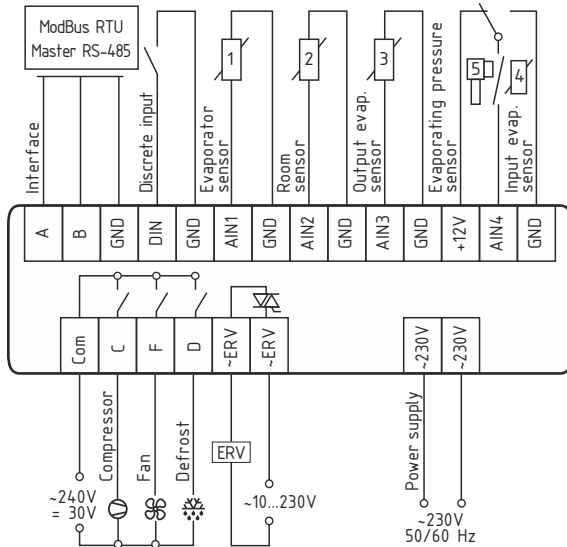 ModBus RTU
Master RS-485
1
2
3
5
4
Interface
Discrete input
Evaporator
sensor
Room
sensor
Output evap.
sensor
Evaporating pressure
sensor
Input evap.
sensor
A
B
GND
DIN
GND
AIN1
GND
AIN2
GND
AIN3
GND
+12V
AIN4
GND
Com
C
F
D
~ERV
~ERV
~230V
~230V
Compressor
Fan
Defrost
ERV
Power supply
~240V
= 30V
~10...230V
~230V
50/60 Hz